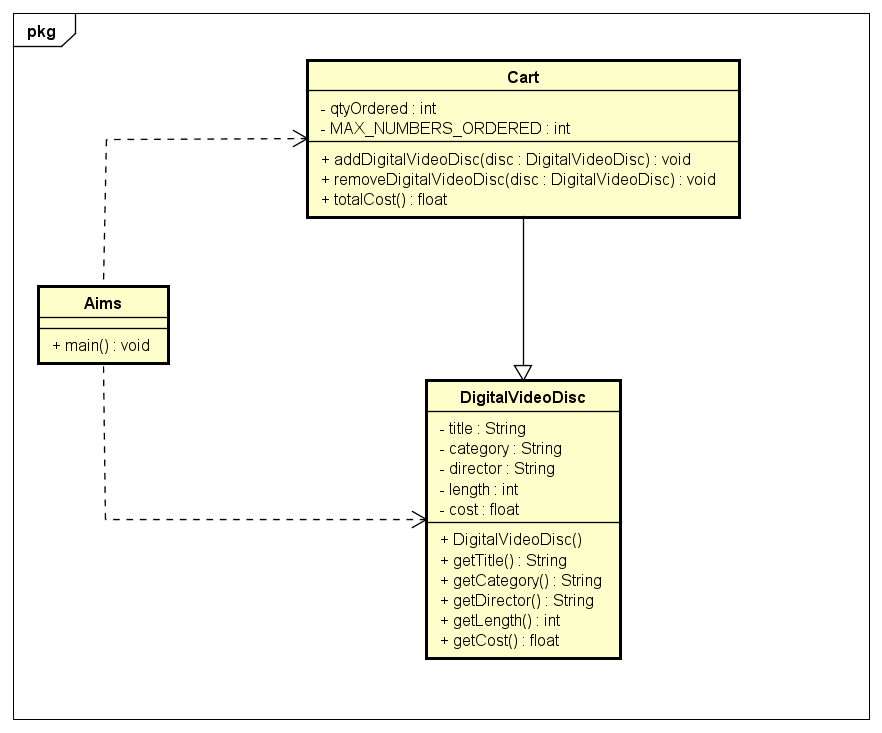 pkg
Cart
- qtyOrdered : int
- MAX_NUMBERS_ORDERED : int
+ addDigitalVideoDisc(disc : DigitalVideoDisc) : void
+ removeDigitalVideoDisc(disc : DigitalVideoDisc) : void
+ totalCost() : float
Aims
+ main() : void
DigitalVideoDisc
- title : String
- category : String
- director : String
- length : int
- cost : float
+ DigitalVideoDisc()
+ getTitle() : String
+ getCategory() : String
+ getDirector() : String
+ getLength() : int
+ getCost() : float